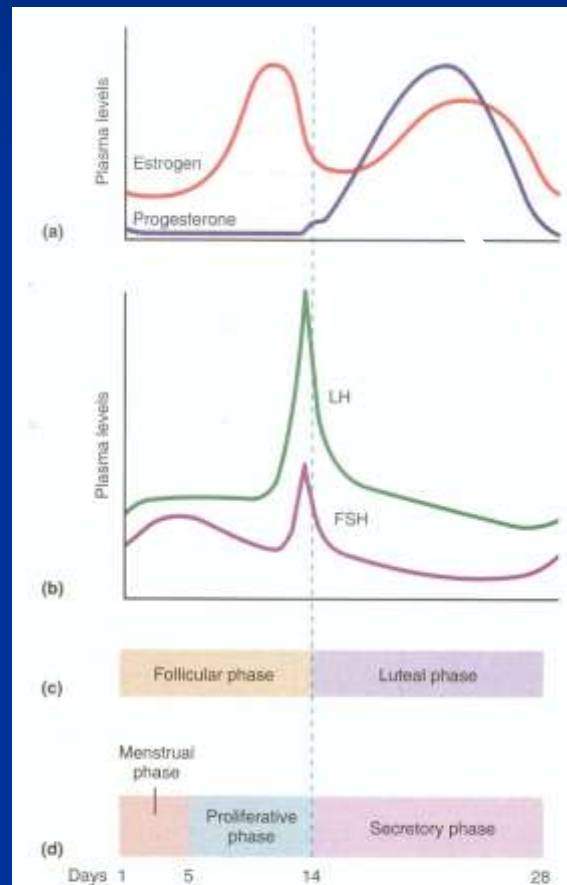 Plasma levels
Estrogen
Progesterone
(a)
Plasma levels
LH
FSH
(b)
(c)
Follicular phase
Luteal phase
Menstrual
phase
(d)
Proliferative
phase
Secretory phase
Days 1 5 14 28